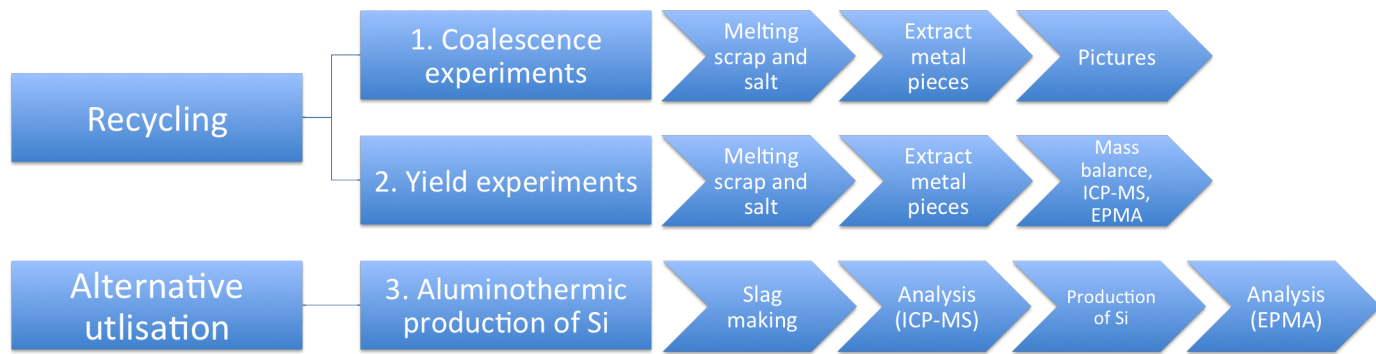 1. Coalescence
experiments
Melting
scrap and
salt
Extract
metal
pieces
Pictures
Recycling
2. Yield experiments
Melting
scrap and
salt
Extract
metal
pieces
Mass
balance,
ICP-MS,
EPMA
Alternative
utlisation
3. Aluminothermic
production of Si
Slag
making
Analysis
(ICP-MS)
Production
of Si
Analysis
(EPMA)